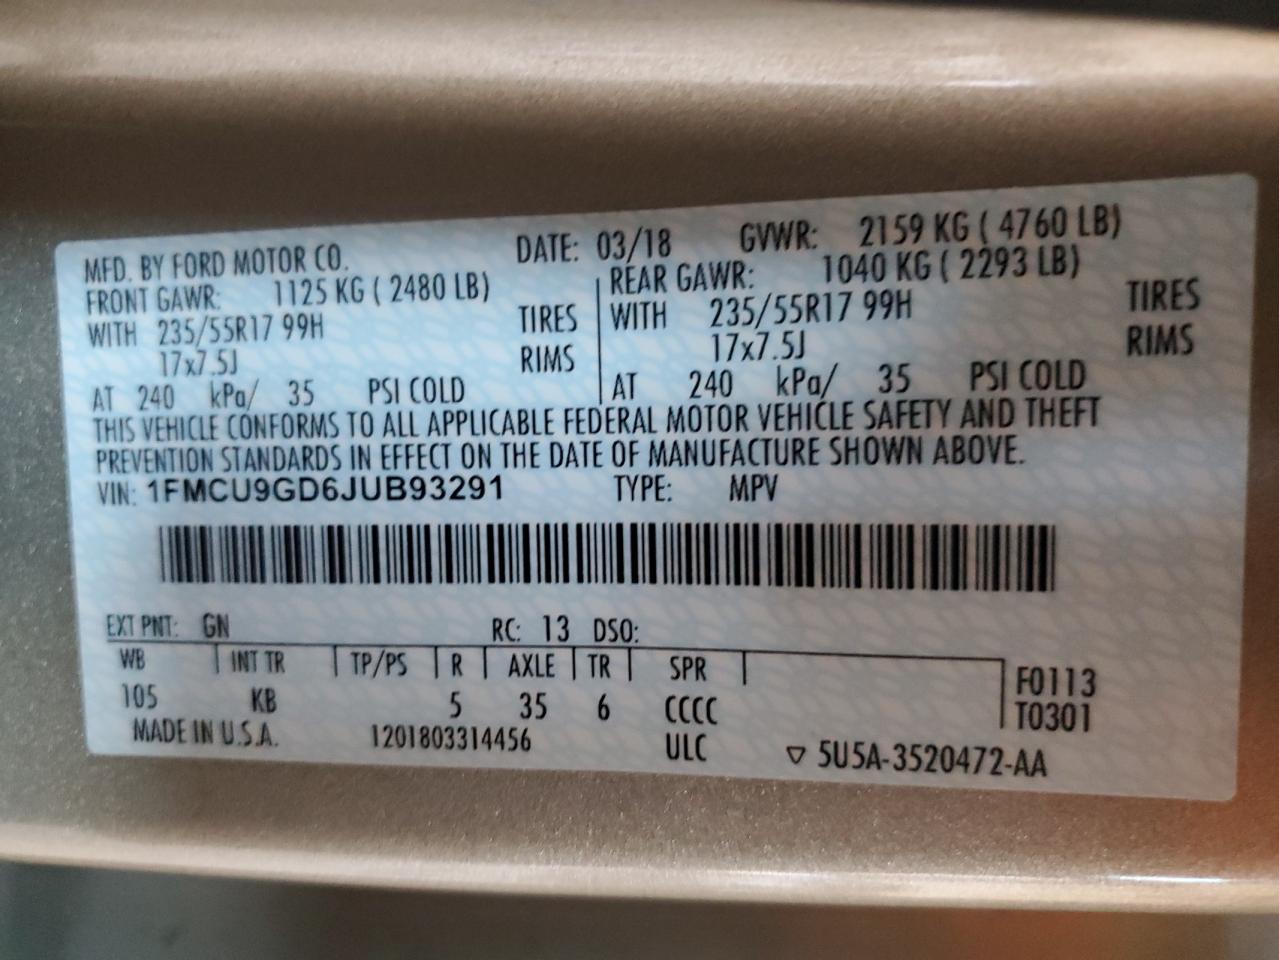 MFD. BY FORD MOTOR CO. DATE: 03/18 GVWR: 2159 KG ( 4760 LB)
FRONT GAWR: 1125 KG ( 2480 LB) REAR GAWR: 1040 KG ( 2293 LB)
WITH 235/55R17 99H TIRES WITH 235/55R17 99H TIRES
17x7.5J RIMS 17x7.5J RIMS
AT 240 kPa/ 35 PSI COLD AT 240 kPa/ 35 PSI COLD
THIS VEHICLE CONFORMS TO ALL APPLICABLE FEDERAL MOTOR VEHICLE SAFETY AND THEFT
PREVENTION STANDARDS IN EFFECT ON THE DATE OF MANUFACTURE SHOWN ABOVE.
VIN: 1FMCU9GD6JUB93291 TYPE: MPV
EXT PNT: GN RC: 13 DSO:
WB INT TR TP/PS R AXLE TR SPR F0113
105 KB 5 35 6 CCCC T0301
MADE IN U.S.A. 1201803314456 ULC ▽ 5U5A-3520472-AA